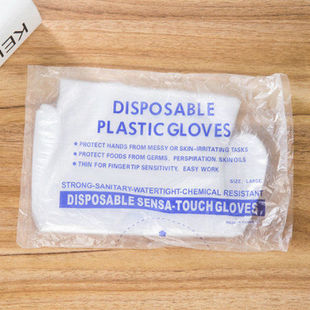 DISPOSABLE
PLASTIC GLOVES
• PROTECT HANDS FROM MESSY OR SKIN-IRRITATING TASKS
• PROTECT FOODS FROM GERMS, PERSPIRATION, SKIN OILS
• THIN FOR FINGERTIP SENSITIVITY, EASY WORK
SIZE: LARGE
STRONG-SANITARY-WATERTIGHT-CHEMICAL RESISTANT
DISPOSABLE SENSA-TOUCH GLOVES